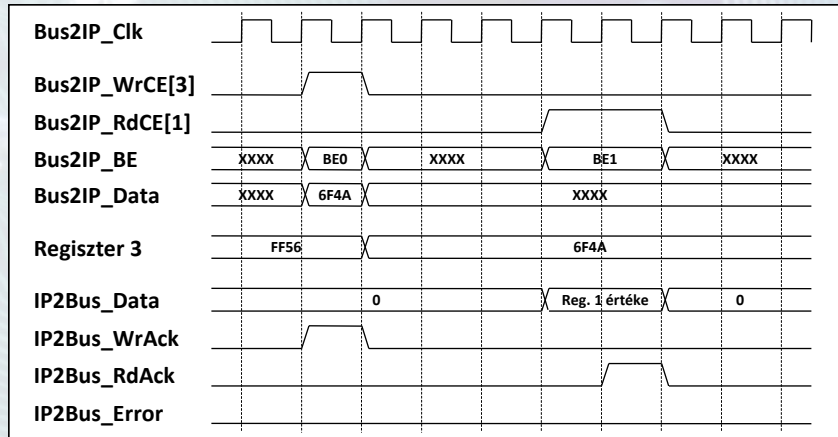 Bus2IP_Clk
Bus2IP_WrCE[3]
Bus2IP_RdCE[1]
Bus2IP_BE XXXX BE0 XXXX BE1 XXXX
Bus2IP_Data XXXX 6F4A XXXX
Regiszter 3 FF56 6F4A
IP2Bus_Data 0 Reg. 1 értéke 0
IP2Bus_WrAck
IP2Bus_RdAck
IP2Bus_Error